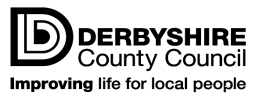 DERBYSHIRE
County Council
Improving life for local people